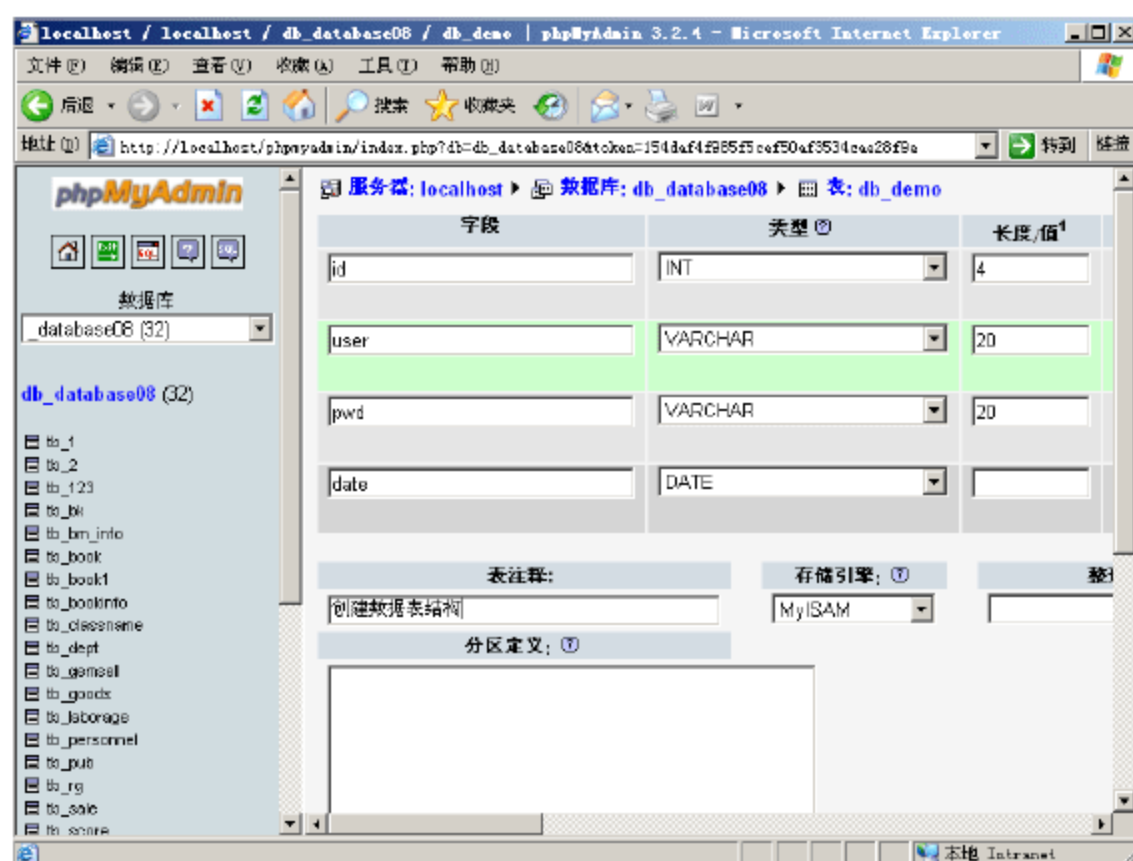 localhost / localhost / db_database08 / db_demo | phpMyAdmin 3.2.4 - Microsoft Internet Explorer
文件(F) 编辑(E) 查看(V) 收藏(A) 工具(T) 帮助(H)
后退 搜索 收藏夹
地址(D) http://localhost/phpmyadmin/index.php?db=db_database08&token=154def4f985f5cef50ef3534cee28f9e 转到 链接
phpMyAdmin
服务器: localhost 数据库: db_database08 表: db_demo
字段 类型 长度/值1
id INT 4
数据库
_database08 (32)
user VARCHAR 20
db_database08 (32)
pwd VARCHAR 20
date DATE
tb_1
tb_2
tb_123
tb_bk
tb_bm_info
tb_book
tb_book1
tb_bookinfo
tb_classname
tb_dept
tb_gemsell
tb_goods
tb_laborage
tb_personnel
tb_pub
tb_rg
tb_sale
tb_score
表注释: 存储引擎: 整
创建数据表结构 MyISAM
分区定义:
本地 Intranet